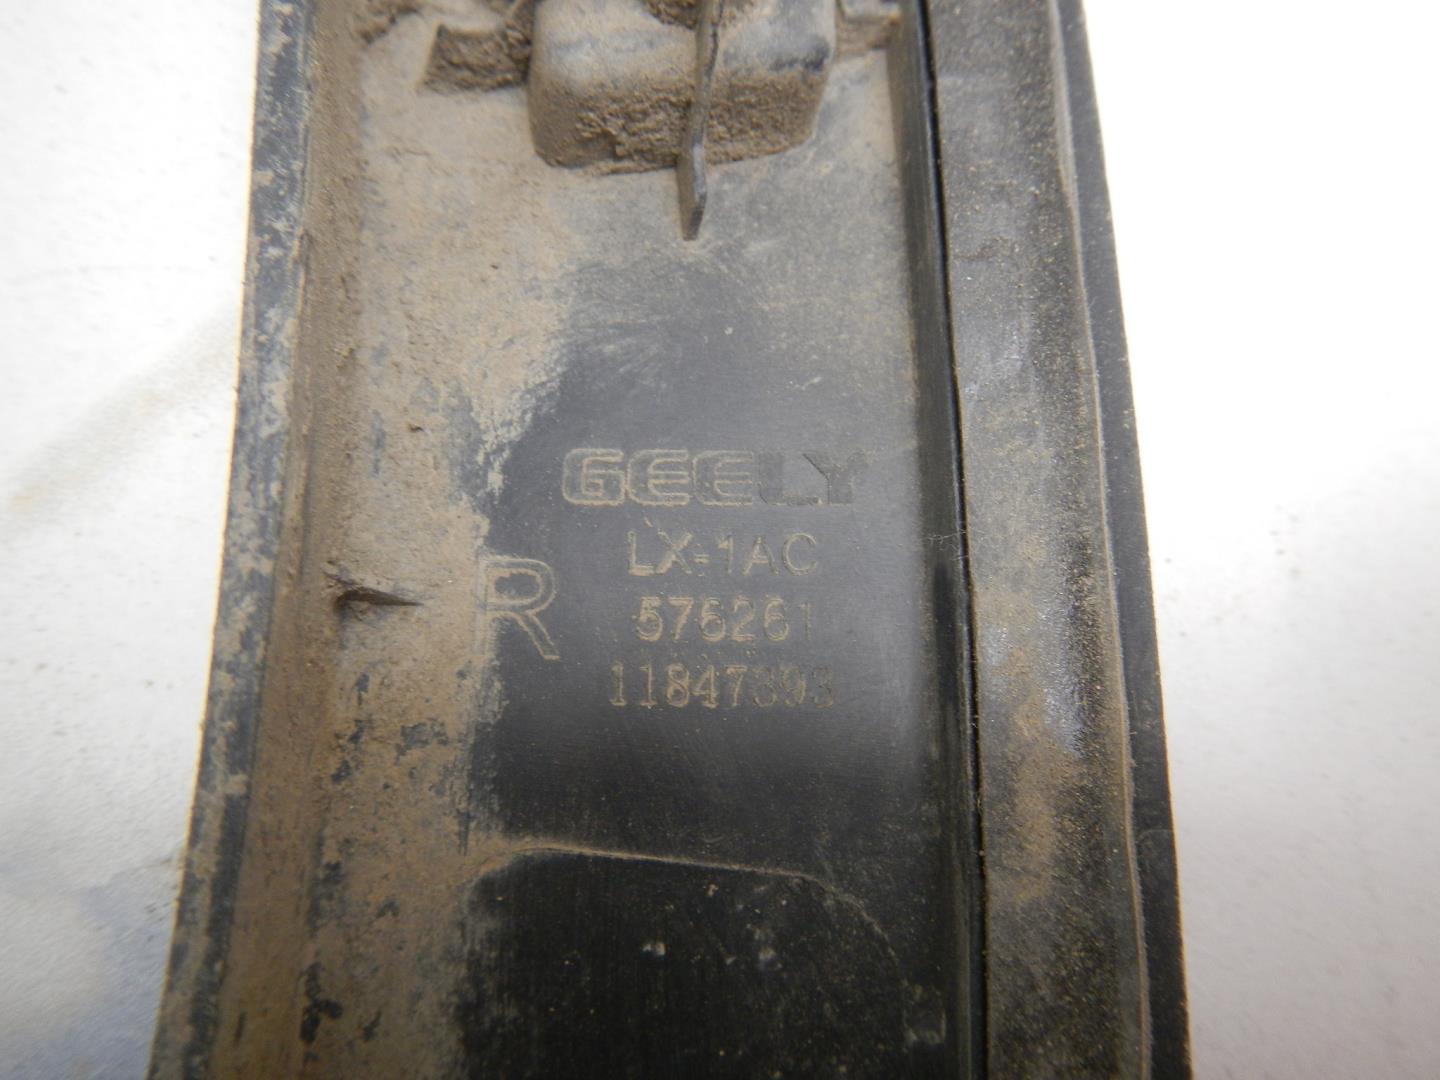 GEELY
LX-1AC
R
576261
11847393